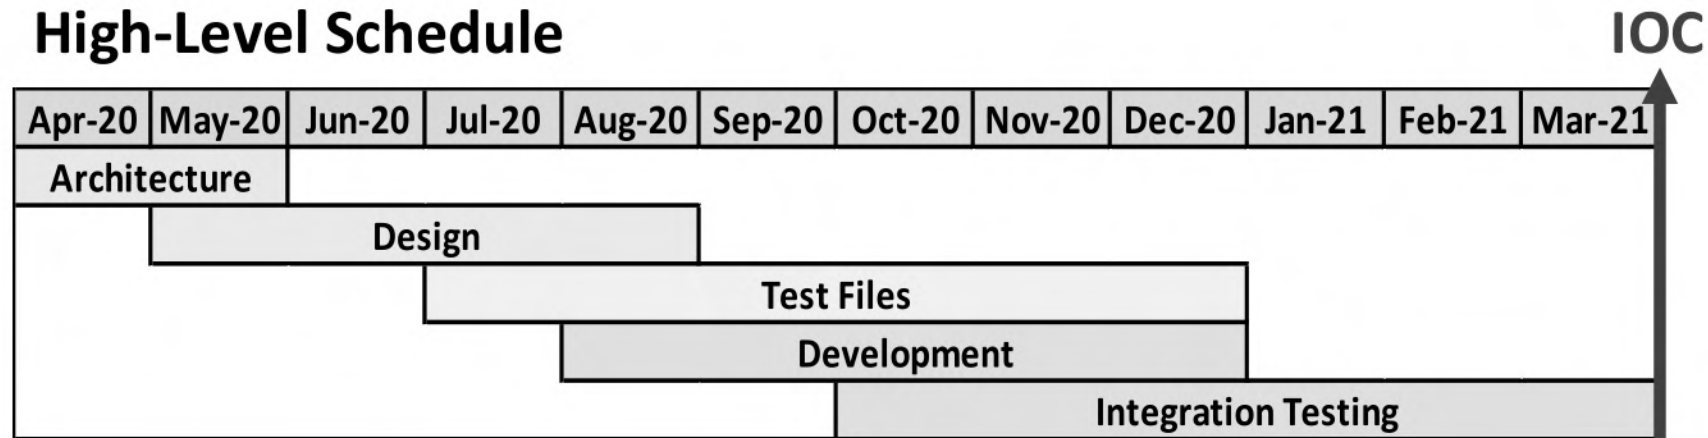 High-Level Schedule
IOC
Apr-20 May-20 Jun-20 Jul-20 Aug-20 Sep-20 Oct-20 Nov-20 Dec-20 Jan-21 Feb-21 Mar-21
Architecture
Design
Test Files
Development
Integration Testing